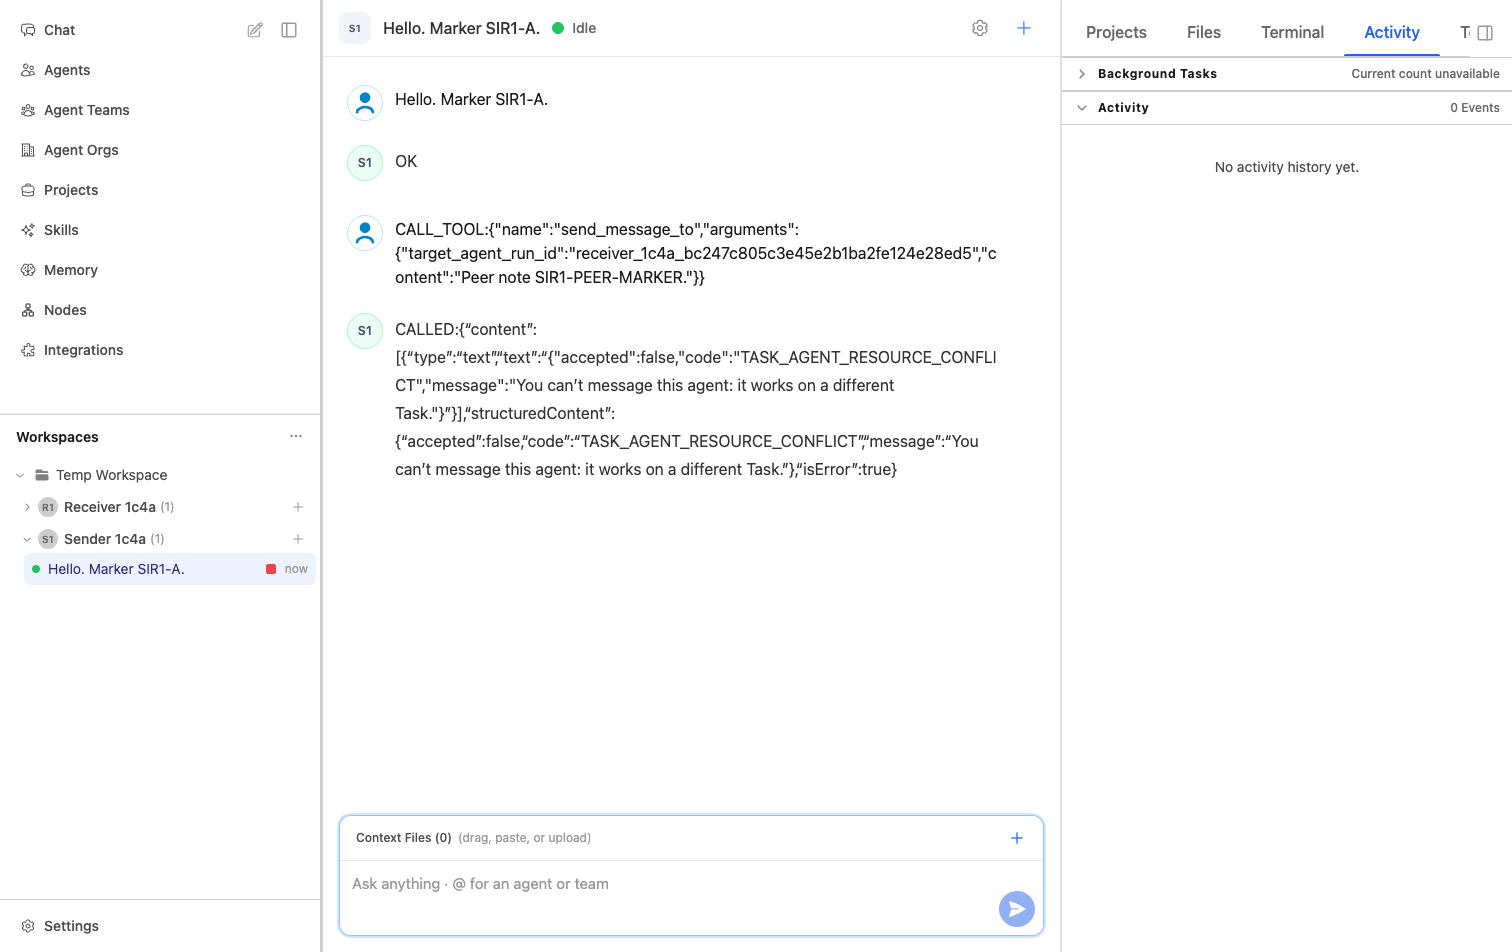 Chat
Agents
Agent Teams
Agent Orgs
Projects
Skills
Memory
Nodes
Integrations
Workspaces
Temp Workspace
R1 Receiver 1c4a (1)
S1 Sender 1c4a (1)
Hello. Marker SIR1-A. now
Settings
S1 Hello. Marker SIR1-A. Idle
Hello. Marker SIR1-A.
S1 OK
CALL_TOOL:{"name":"send_message_to","arguments":
{"target_agent_run_id":"receiver_1c4a_bc247c805c3e45e2b1ba2fe124e28ed5","c
ontent":"Peer note SIR1-PEER-MARKER."}}
S1 CALLED:{“content”:
[{“type”:“text”,“text”:“{"accepted":false,"code":"TASK_AGENT_RESOURCE_CONFLI
CT","message":"You can’t message this agent: it works on a different
Task."}”}],“structuredContent”:
{“accepted”:false,“code”:“TASK_AGENT_RESOURCE_CONFLICT”,“message”:“You
can’t message this agent: it works on a different Task.”},“isError”:true}
Context Files (0) (drag, paste, or upload)
Ask anything · @ for an agent or team
Projects Files Terminal Activity
Background Tasks Current count unavailable
Activity 0 Events
No activity history yet.